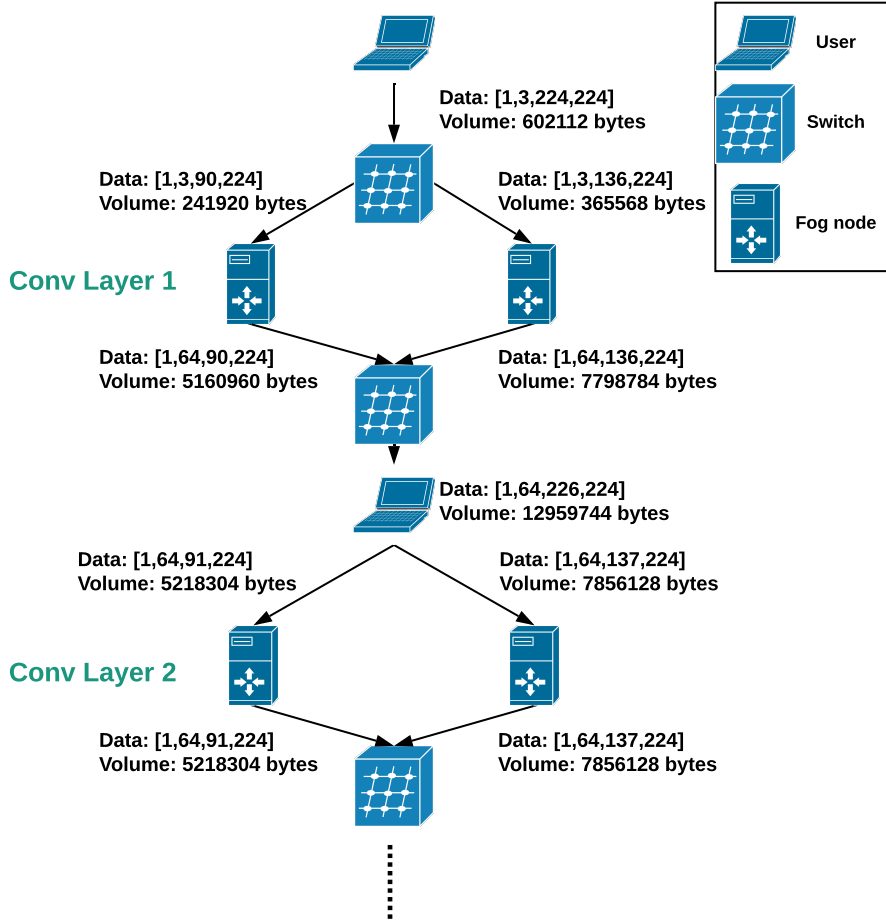 User
Data: [1,3,224,224]
Volume: 602112 bytes
Switch
Data: [1,3,90,224]
Volume: 241920 bytes
Data: [1,3,136,224]
Volume: 365568 bytes
Fog node
Conv Layer 1
Data: [1,64,90,224]
Volume: 5160960 bytes
Data: [1,64,136,224]
Volume: 7798784 bytes
Data: [1,64,226,224]
Volume: 12959744 bytes
Data: [1,64,91,224]
Volume: 5218304 bytes
Data: [1,64,137,224]
Volume: 7856128 bytes
Conv Layer 2
Data: [1,64,91,224]
Volume: 5218304 bytes
Data: [1,64,137,224]
Volume: 7856128 bytes